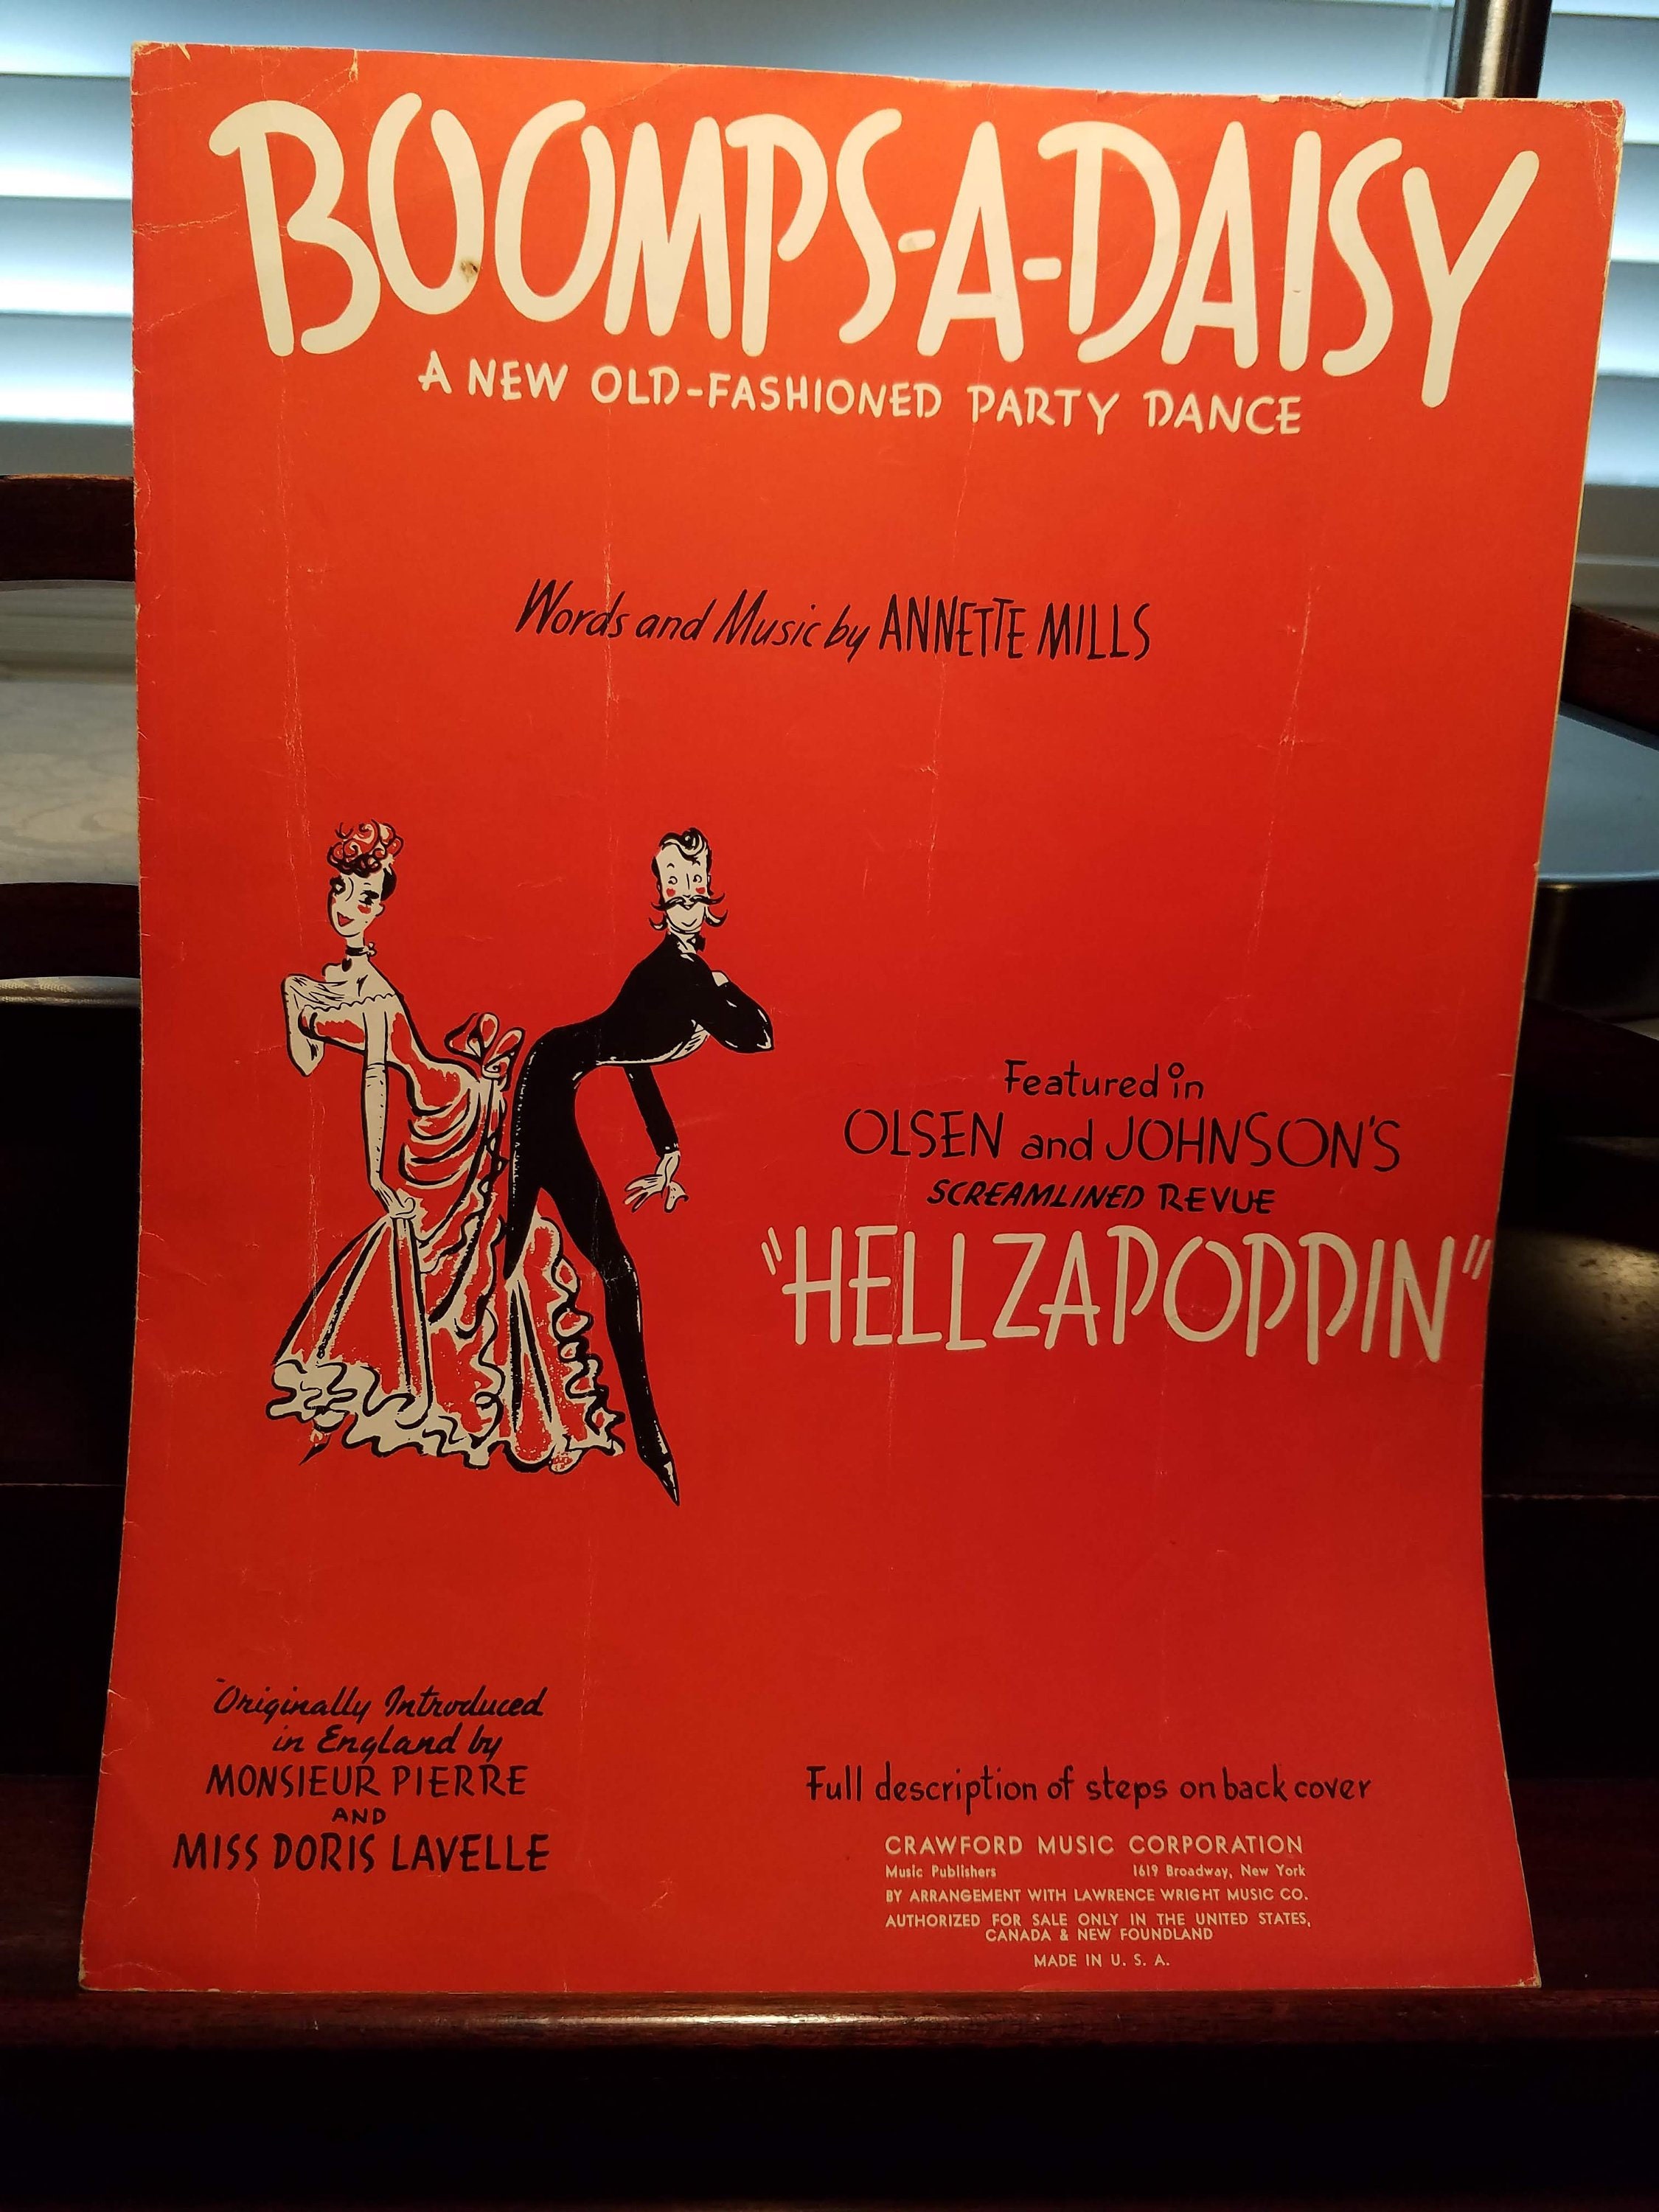 BOOMPS-A-DAISY
A NEW OLD-FASHIONED PARTY DANCE
Words and Music by ANNETTE MILLS
Featured in
OLSEN and JOHNSON'S
SCREAMLINED REVUE
"HELLZAPOPPIN"
Originally Introduced
in England by
MONSIEUR PIERRE
AND
MISS DORIS LAVELLE
Full description of steps on back cover
CRAWFORD MUSIC CORPORATION
Music Publishers 1619 Broadway, New York
BY ARRANGEMENT WITH LAWRENCE WRIGHT MUSIC CO.
AUTHORIZED FOR SALE ONLY IN THE UNITED STATES,
CANADA & NEW FOUNDLAND
MADE IN U. S. A.